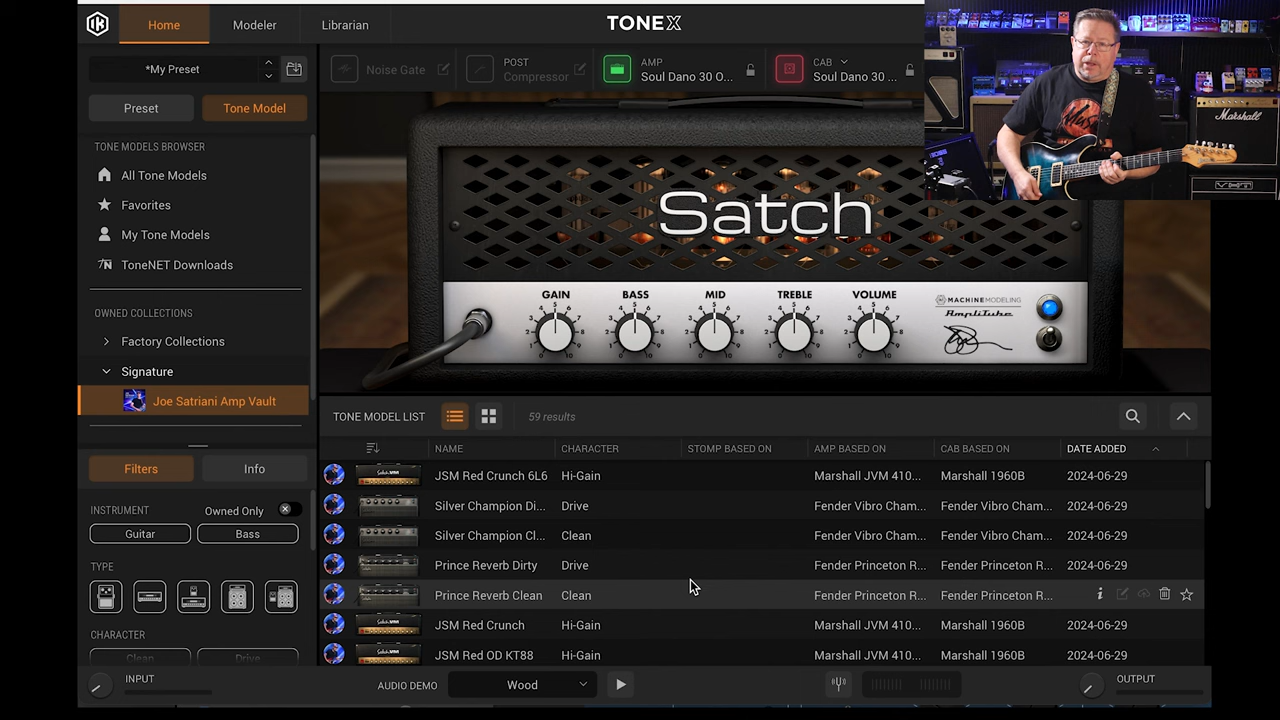 Home
Modeler
Librarian
TONEX
*My Preset
Noise Gate
POST
Compressor
AMP
Soul Dano 30 O...
CAB
Soul Dano 30 ...
Preset
Tone Model
TONE MODELS BROWSER
All Tone Models
Favorites
My Tone Models
ToneNET Downloads
OWNED COLLECTIONS
Factory Collections
Signature
Joe Satriani Amp Vault
Satch
GAIN
BASS
MID
TREBLE
VOLUME
MACHINE MODELING
AmpliTube
Marshall
VHT
TONE MODEL LIST
59 results
NAME CHARACTER STOMP BASED ON AMP BASED ON CAB BASED ON DATE ADDED
JSM Red Crunch 6L6 Hi-Gain Marshall JVM 410... Marshall 1960B 2024-06-29
Silver Champion Di... Drive Fender Vibro Cham... Fender Vibro Cham... 2024-06-29
Silver Champion Cl... Clean Fender Vibro Cham... Fender Vibro Cham... 2024-06-29
Prince Reverb Dirty Drive Fender Princeton R... Fender Princeton R... 2024-06-29
Prince Reverb Clean Clean Fender Princeton R... Fender Princeton R...
JSM Red Crunch Hi-Gain Marshall JVM 410... Marshall 1960B 2024-06-29
JSM Red OD KT88 Hi-Gain Marshall JVM 410... Marshall 1960B 2024-06-29
Filters
Info
INSTRUMENT
Owned Only
Guitar
Bass
TYPE
CHARACTER
Clean
Drive
INPUT
AUDIO DEMO
Wood
OUTPUT